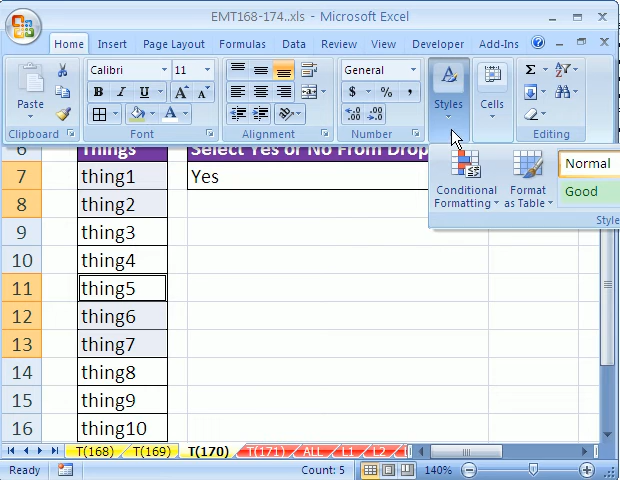 EMT168-174..xls - Microsoft Excel
Home Insert Page Layout Formulas Data Review View Developer Add-Ins
Calibri 11 General
Paste B I U $ % , Styles Cells Σ
A A
A
.0 .00
.00 .0
Clipboard Font Alignment Number Editing
6 Things Select Yes or No From Drop
7 thing1 Yes
Conditional Formatting Format as Table Normal
Good
Style
8 thing2
9 thing3
10 thing4
11 thing5
12 thing6
13 thing7
14 thing8
15 thing9
16 thing10
T(168) T(169) T(170) T(171) ALL L1 L2
Ready Count: 5 140%